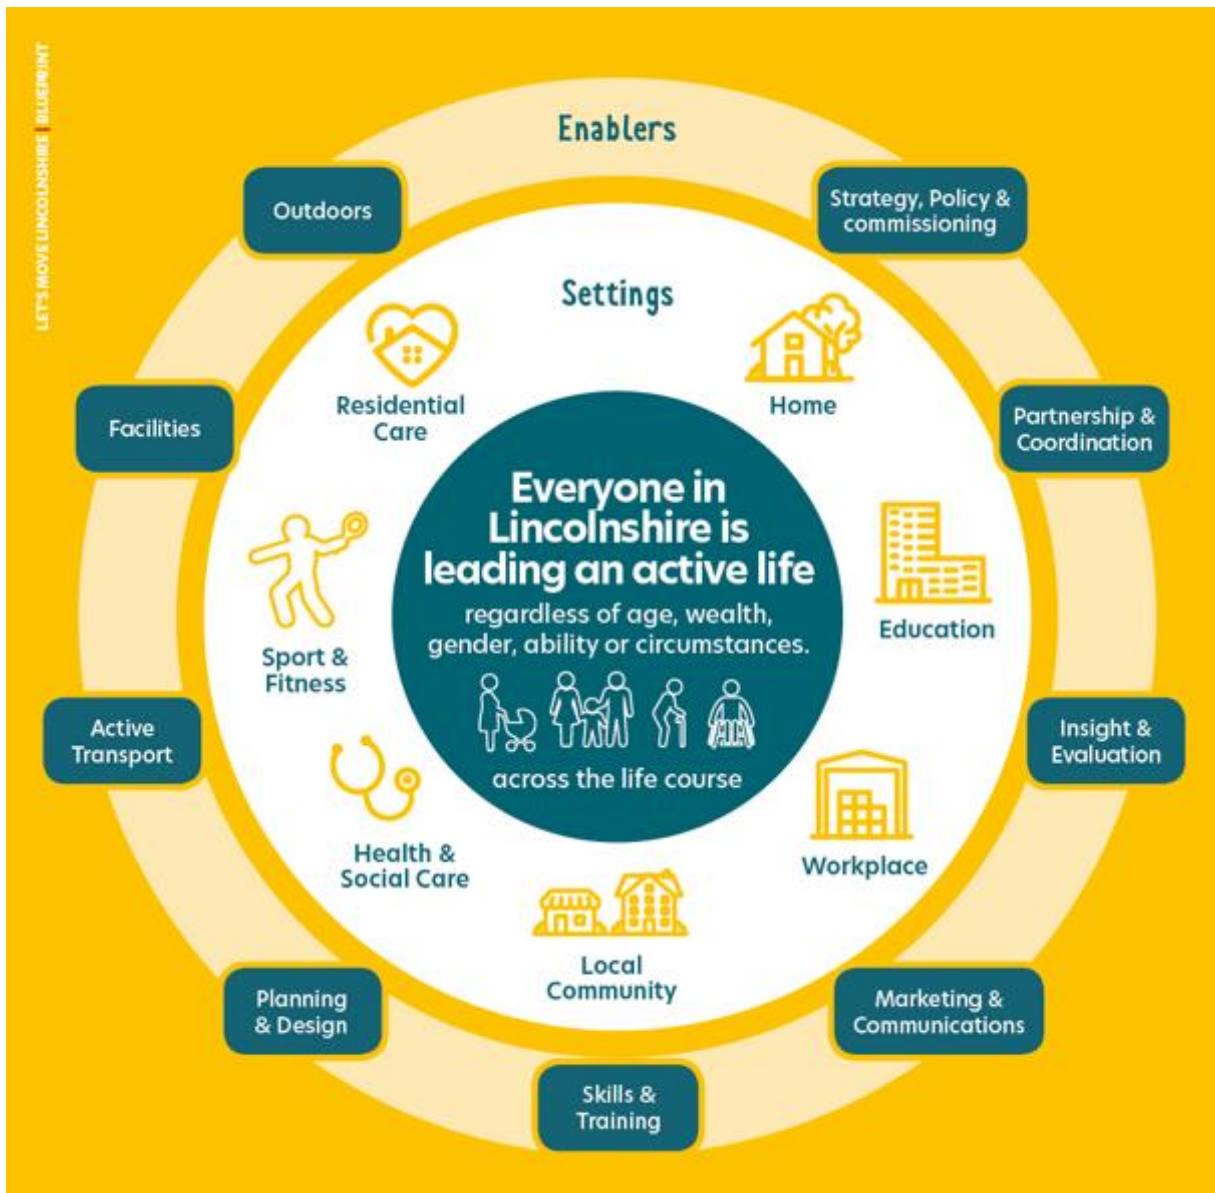 LET'S MOVE LINCOLNSHIRE | BLUEPRINT
Enablers
Outdoors
Strategy, Policy &
commissioning
Settings
Residential
Care
Home
Facilities
Partnership &
Coordination
Everyone in
Lincolnshire is
leading an active life
regardless of age, wealth,
gender, ability or circumstances.
across the life course
Sport &
Fitness
Education
Active
Transport
Insight &
Evaluation
Health &
Social Care
Workplace
Local
Community
Planning
& Design
Marketing &
Communications
Skills &
Training